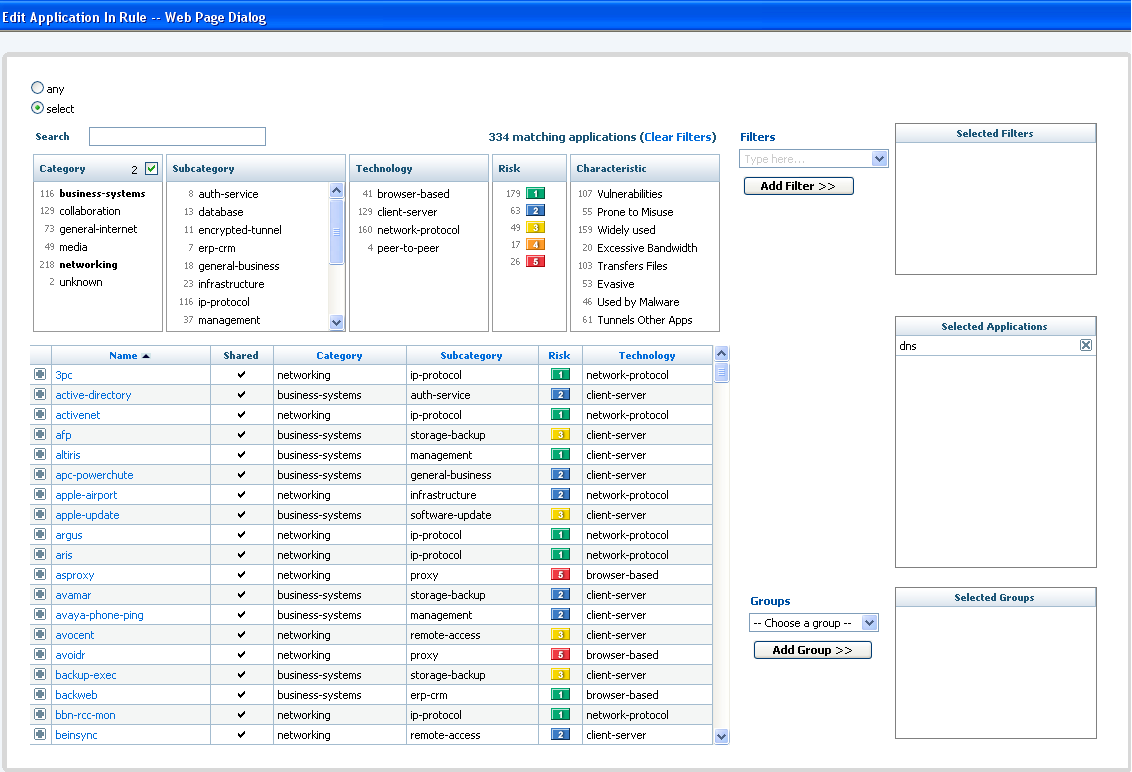 Edit Application In Rule -- Web Page Dialog
any
select
Search
334 matching applications (Clear Filters)
Category 2
116 business-systems
129 collaboration
73 general-internet
49 media
218 networking
2 unknown
Subcategory
8 auth-service
13 database
11 encrypted-tunnel
7 erp-crm
18 general-business
23 infrastructure
116 ip-protocol
37 management
Technology
41 browser-based
129 client-server
160 network-protocol
4 peer-to-peer
Risk
179 1
63 2
49 3
17 4
26 5
Characteristic
107 Vulnerabilities
55 Prone to Misuse
159 Widely used
20 Excessive Bandwidth
103 Transfers Files
53 Evasive
46 Used by Malware
61 Tunnels Other Apps
Name Shared Category Subcategory Risk Technology
3pc networking ip-protocol 1 network-protocol
active-directory business-systems auth-service 2 client-server
activenet networking ip-protocol 1 network-protocol
afp business-systems storage-backup 3 client-server
altiris business-systems management 1 client-server
apc-powerchute business-systems general-business 2 client-server
apple-airport networking infrastructure 2 network-protocol
apple-update business-systems software-update 3 client-server
argus networking ip-protocol 1 network-protocol
aris networking ip-protocol 1 network-protocol
asproxy networking proxy 5 browser-based
avamar business-systems storage-backup 2 client-server
avaya-phone-ping business-systems management 2 client-server
avocent networking remote-access 3 client-server
avoidr networking proxy 5 browser-based
backup-exec business-systems storage-backup 3 client-server
backweb business-systems erp-crm 1 browser-based
bbn-rcc-mon networking ip-protocol 1 network-protocol
beinsync networking remote-access 2 client-server
Filters
Type here...
Add Filter >>
Groups
-- Choose a group --
Add Group >>
Selected Filters
Selected Applications
dns
Selected Groups